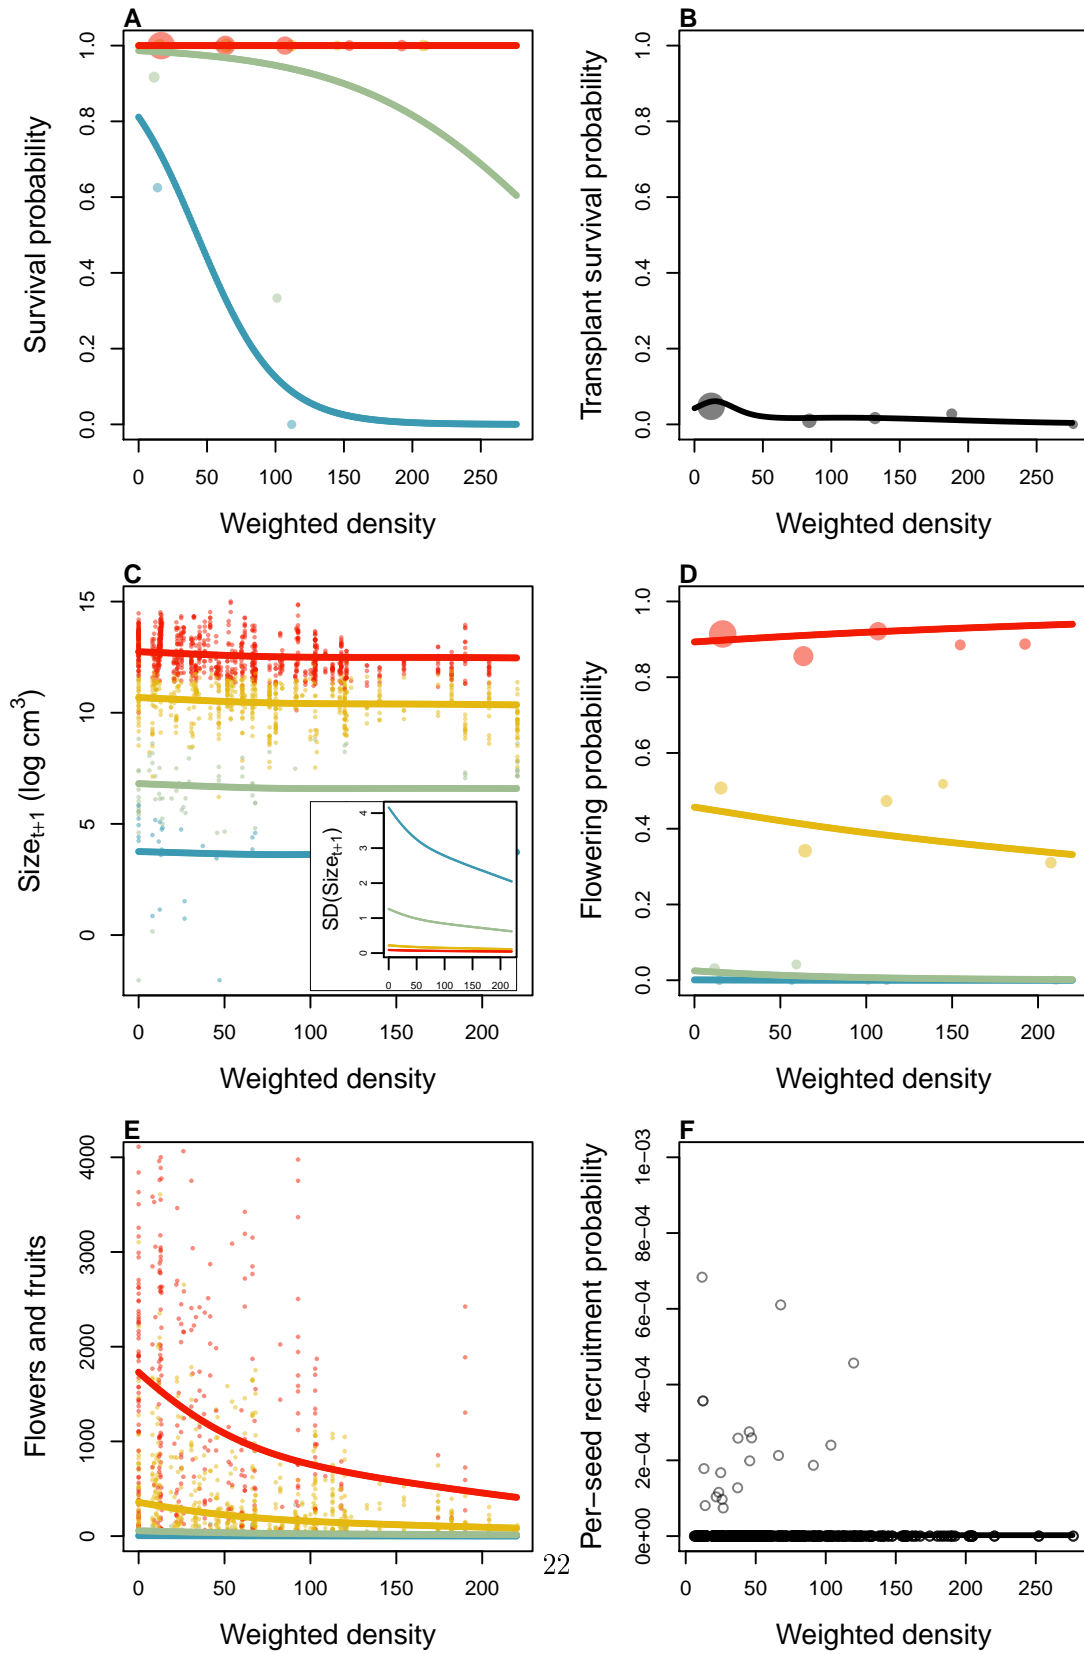 A
Survival probability
0.0 0.2 0.4 0.6 0.8 1.0
0 50 100 150 200 250
Weighted density
B
Transplant survival probability
0.0 0.2 0.4 0.6 0.8 1.0
0 50 100 150 200 250
Weighted density
C
Size_{t+1} (log cm^3)
0 5 10 15
0 50 100 150 200
Weighted density
SD(Size_{t+1})
0 1 2 3 4
0 50 100 150 200
D
Flowering probability
0.0 0.2 0.4 0.6 0.8 1.0
0 50 100 150 200
Weighted density
E
Flowers and fruits
0 1000 2000 3000 4000
0 50 100 150 200
Weighted density
F
Per−seed recruitment probability
0e+00 2e−04 4e−04 6e−04 8e−04 1e−03
0 50 100 150 200 250
Weighted density
22